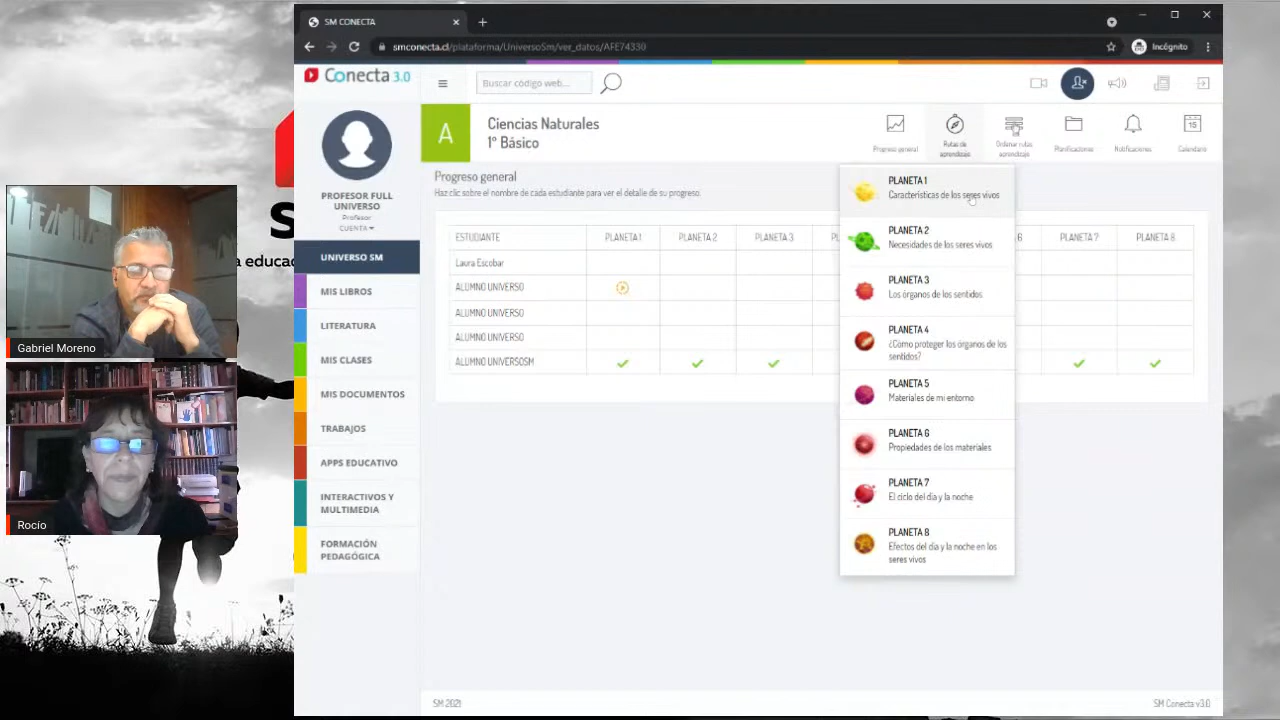 SM CONECTA
smconecta.cl/plataforma/UniversoSm/ver_datos/AFE74330
Incógnito
Conecta 3.0
Buscar código web...
A
Ciencias Naturales
1° Básico
Progreso general
Rutas de
aprendizaje
Ordenar rutas
aprendizaje
Planificaciones
Notificaciones
15
Calendario
PROFESOR FULL
UNIVERSO
Profesor
CUENTA
UNIVERSO SM
MIS LIBROS
LITERATURA
MIS CLASES
MIS DOCUMENTOS
TRABAJOS
APPS EDUCATIVO
INTERACTIVOS Y
MULTIMEDIA
FORMACIÓN
PEDAGÓGICA
Progreso general
Haz clic sobre el nombre de cada estudiante para ver el detalle de su progreso.
ESTUDIANTE PLANETA 1 PLANETA 2 PLANETA 3 PL 6 PLANETA 7 PLANETA 8
Laura Escobar
ALUMNO UNIVERSO
ALUMNO UNIVERSO
ALUMNO UNIVERSO
ALUMNO UNIVERSOSM
PLANETA 1
Características de los seres vivos
PLANETA 2
Necesidades de los seres vivos
PLANETA 3
Los órganos de los sentidos
PLANETA 4
¿Cómo proteger los órganos de los
sentidos?
PLANETA 5
Materiales de mi entorno
PLANETA 6
Propiedades de los materiales
PLANETA 7
El ciclo del día y la noche
PLANETA 8
Efectos del día y la noche en los
seres vivos
SM 2021
SM Conecta v3.0
S
a educac
Gabriel Moreno
Rocío